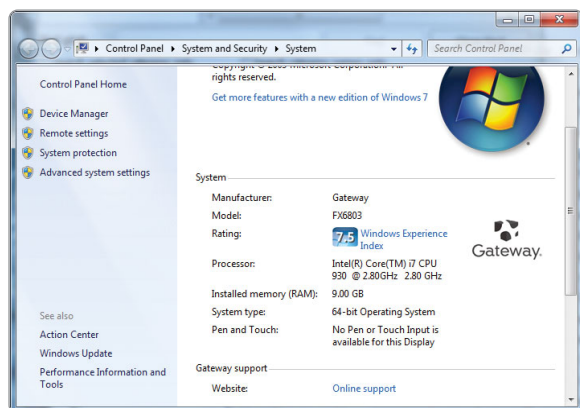 Control Panel ▸ System and Security ▸ System
Search Control Panel
Control Panel Home
Device Manager
Remote settings
System protection
Advanced system settings
See also
Action Center
Windows Update
Performance Information and
Tools
Copyright © 2009 Microsoft Corporation. All
rights reserved.
Get more features with a new edition of Windows 7
System
Manufacturer: Gateway
Model: FX6803
Rating: 7.5 Windows Experience
Index
Processor: Intel(R) Core(TM) i7 CPU
930 @ 2.80GHz 2.80 GHz
Installed memory (RAM): 9.00 GB
System type: 64-bit Operating System
Pen and Touch: No Pen or Touch Input is
available for this Display
Gateway.
Gateway support
Website: Online support